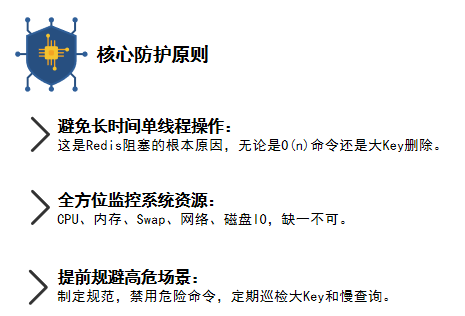 核心防护原则
避免长时间单线程操作：
这是Redis阻塞的根本原因，无论是O(n)命令还是大Key删除。
全方位监控系统资源：
CPU、内存、Swap、网络、磁盘IO，缺一不可。
提前规避高危场景：
制定规范，禁用危险命令，定期巡检大Key和慢查询。